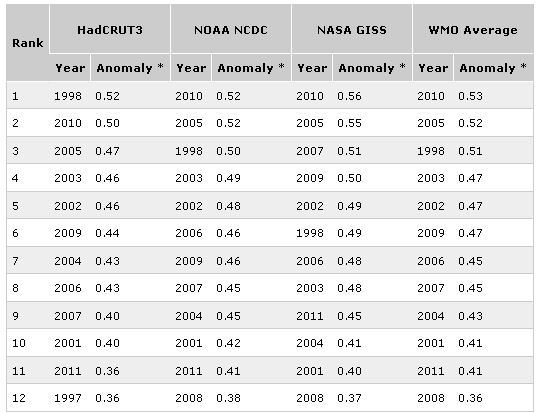 Rank HadCRUT3 NOAA NCDC NASA GISS WMO Average
Year Anomaly * Year Anomaly * Year Anomaly * Year Anomaly *
1 1998 0.52 2010 0.52 2010 0.56 2010 0.53
2 2010 0.50 2005 0.52 2005 0.55 2005 0.52
3 2005 0.47 1998 0.50 2007 0.51 1998 0.51
4 2003 0.46 2003 0.49 2009 0.50 2003 0.47
5 2002 0.46 2002 0.48 2002 0.49 2002 0.47
6 2009 0.44 2006 0.46 1998 0.49 2009 0.47
7 2004 0.43 2009 0.46 2006 0.48 2006 0.45
8 2006 0.43 2007 0.45 2003 0.48 2007 0.45
9 2007 0.40 2004 0.45 2011 0.45 2004 0.43
10 2001 0.40 2001 0.42 2004 0.41 2001 0.41
11 2011 0.36 2011 0.41 2001 0.40 2011 0.41
12 1997 0.36 2008 0.38 2008 0.37 2008 0.36